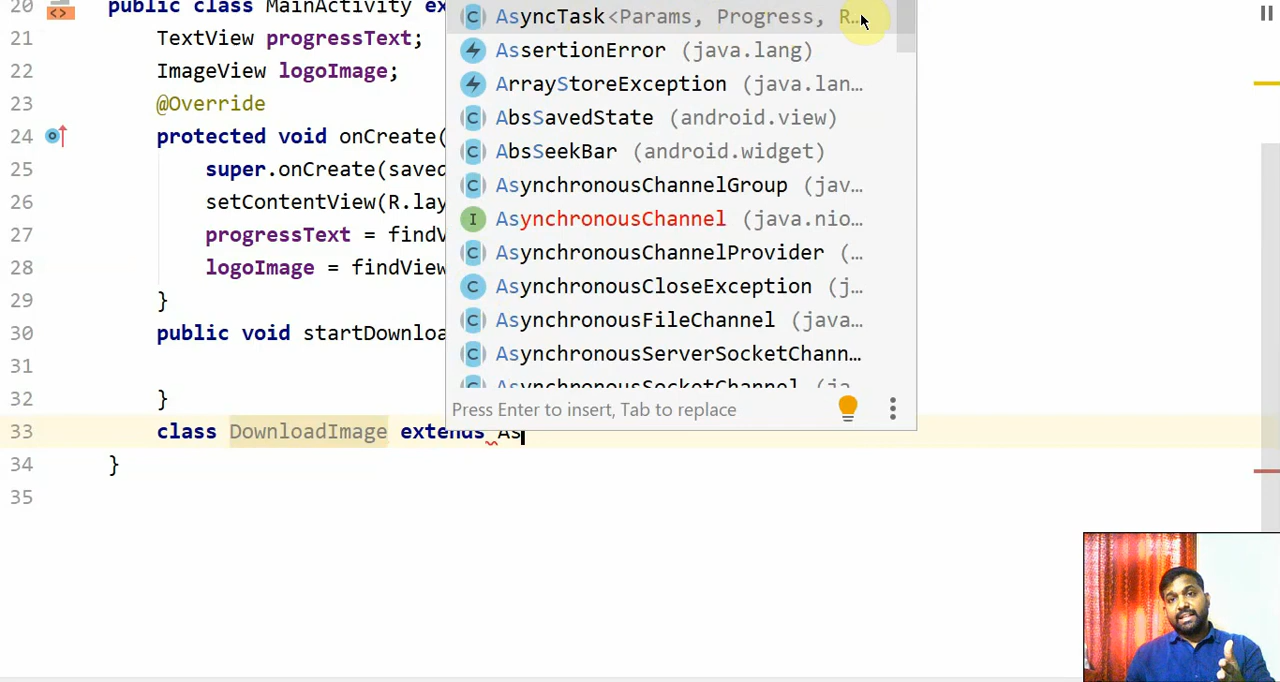 20 public class MainActivity ex
21 TextView progressText;
22 ImageView logoImage;
23 @Override
24 protected void onCreate(
25 super.onCreate(saved
26 setContentView(R.lay
27 progressText = findV
28 logoImage = findView
29 }
30 public void startDownloa
31
32 }
33 class DownloadImage extends As
34 }
35
AsyncTask<Params, Progress, R...
AssertionError (java.lang)
ArrayStoreException (java.lan...
AbsSavedState (android.view)
AbsSeekBar (android.widget)
AsynchronousChannelGroup (jav...
AsynchronousChannel (java.nio...
AsynchronousChannelProvider (...
AsynchronousCloseException (j...
AsynchronousFileChannel (java...
AsynchronousServerSocketChann...
AsynchronousSocketChannel (ja
Press Enter to insert, Tab to replace